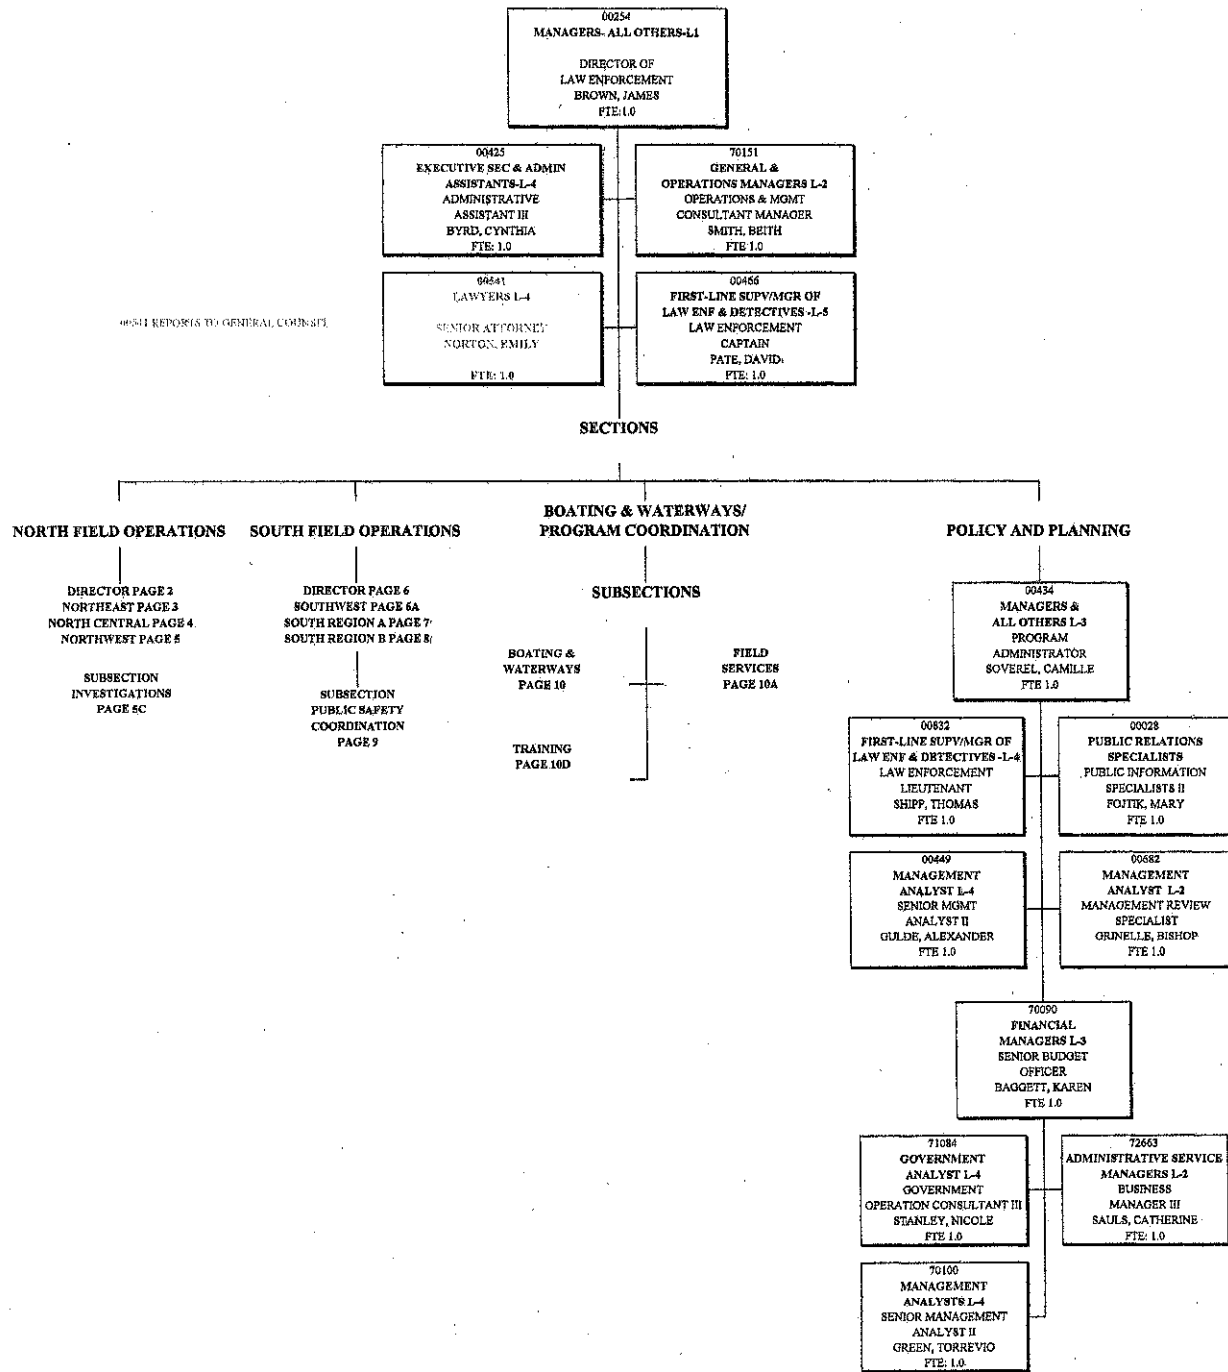 00254
MANAGERS- ALL OTHERS-L1
DIRECTOR OF
LAW ENFORCEMENT
BROWN, JAMES
FTE:1.0
00425
EXECUTIVE SEC & ADMIN
ASSISTANTS-L-4
ADMINISTRATIVE
ASSISTANT III
BYRD, CYNTHIA
FTE: 1.0
70151
GENERAL &
OPERATIONS MANAGERS L-2
OPERATIONS & MGMT
CONSULTANT MANAGER
SMITH, BEITH
FTE 1.0
00541 REPORTS TO GENERAL COUNSEL
00541
LAWYERS L-4
SENIOR ATTORNEY
NORTON, EMILY
FTE: 1.0
00466
FIRST-LINE SUPV/MGR OF
LAW ENF & DETECTIVES -L-5
LAW ENFORCEMENT
CAPTAIN
PATE, DAVID
FTE: 1.0
SECTIONS
NORTH FIELD OPERATIONS
DIRECTOR PAGE 2
NORTHEAST PAGE 3
NORTH CENTRAL PAGE 4
NORTHWEST PAGE 5
SUBSECTION
INVESTIGATIONS
PAGE 5C
SOUTH FIELD OPERATIONS
DIRECTOR PAGE 6
SOUTHWEST PAGE 6A
SOUTH REGION A PAGE 7
SOUTH REGION B PAGE 8
SUBSECTION
PUBLIC SAFETY
COORDINATION
PAGE 9
BOATING & WATERWAYS/
PROGRAM COORDINATION
SUBSECTIONS
BOATING &
WATERWAYS
PAGE 10
FIELD
SERVICES
PAGE 10A
TRAINING
PAGE 10D
POLICY AND PLANNING
00434
MANAGERS &
ALL OTHERS L-3
PROGRAM
ADMINISTRATOR
SOVEREL, CAMILLE
FTE 1.0
00832
FIRST-LINE SUPV/MGR OF
LAW ENF & DETECTIVES -L-4
LAW ENFORCEMENT
LIEUTENANT
SHIPP, THOMAS
FTE 1.0
00028
PUBLIC RELATIONS
SPECIALISTS
PUBLIC INFORMATION
SPECIALISTS II
FOJTIK, MARY
FTE 1.0
00449
MANAGEMENT
ANALYST L-4
SENIOR MGMT
ANALYST II
GULDE, ALEXANDER
FTE 1.0
00682
MANAGEMENT
ANALYST L-2
MANAGEMENT REVIEW
SPECIALIST
GRINELLE, BISHOP
FTE 1.0
70090
FINANCIAL
MANAGERS L-3
SENIOR BUDGET
OFFICER
BAGGETT, KAREN
FTE 1.0
71084
GOVERNMENT
ANALYST L-4
GOVERNMENT
OPERATION CONSULTANT III
STANLEY, NICOLE
FTE 1.0
72663
ADMINISTRATIVE SERVICE
MANAGERS L-2
BUSINESS
MANAGER III
SAULS, CATHERINE
FTE: 1.0
70100
MANAGEMENT
ANALYSTS L-4
SENIOR MANAGEMENT
ANALYST II
GREEN, TORREVIO
FTE: 1.0